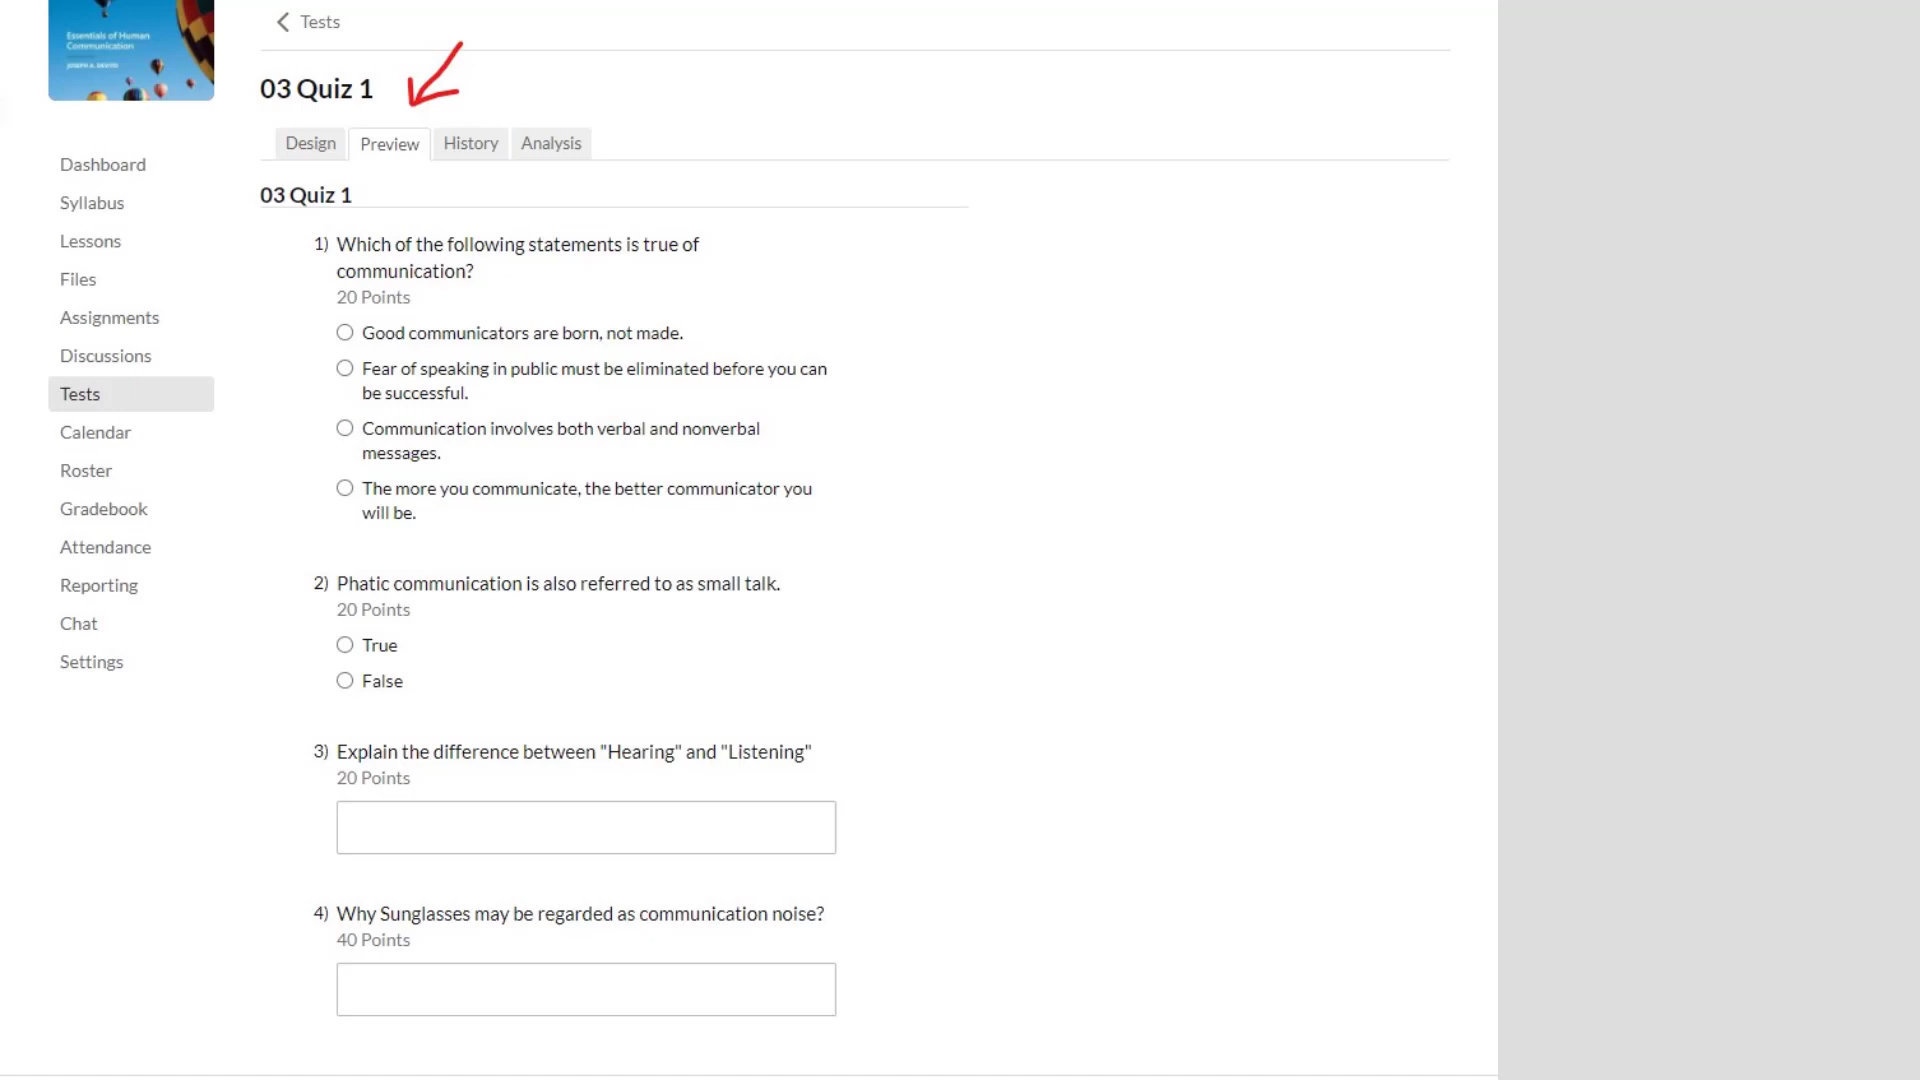 Essentials of Human
Communication
JOSEPH A. DEVITO
Tests
03 Quiz 1
Design
Preview
History
Analysis
Dashboard
Syllabus
Lessons
Files
Assignments
Discussions
Tests
Calendar
Roster
Gradebook
Attendance
Reporting
Chat
Settings
03 Quiz 1
1) Which of the following statements is true of
communication?
20 Points
Good communicators are born, not made.
Fear of speaking in public must be eliminated before you can
be successful.
Communication involves both verbal and nonverbal
messages.
The more you communicate, the better communicator you
will be.
2) Phatic communication is also referred to as small talk.
20 Points
True
False
3) Explain the difference between "Hearing" and "Listening"
20 Points
4) Why Sunglasses may be regarded as communication noise?
40 Points